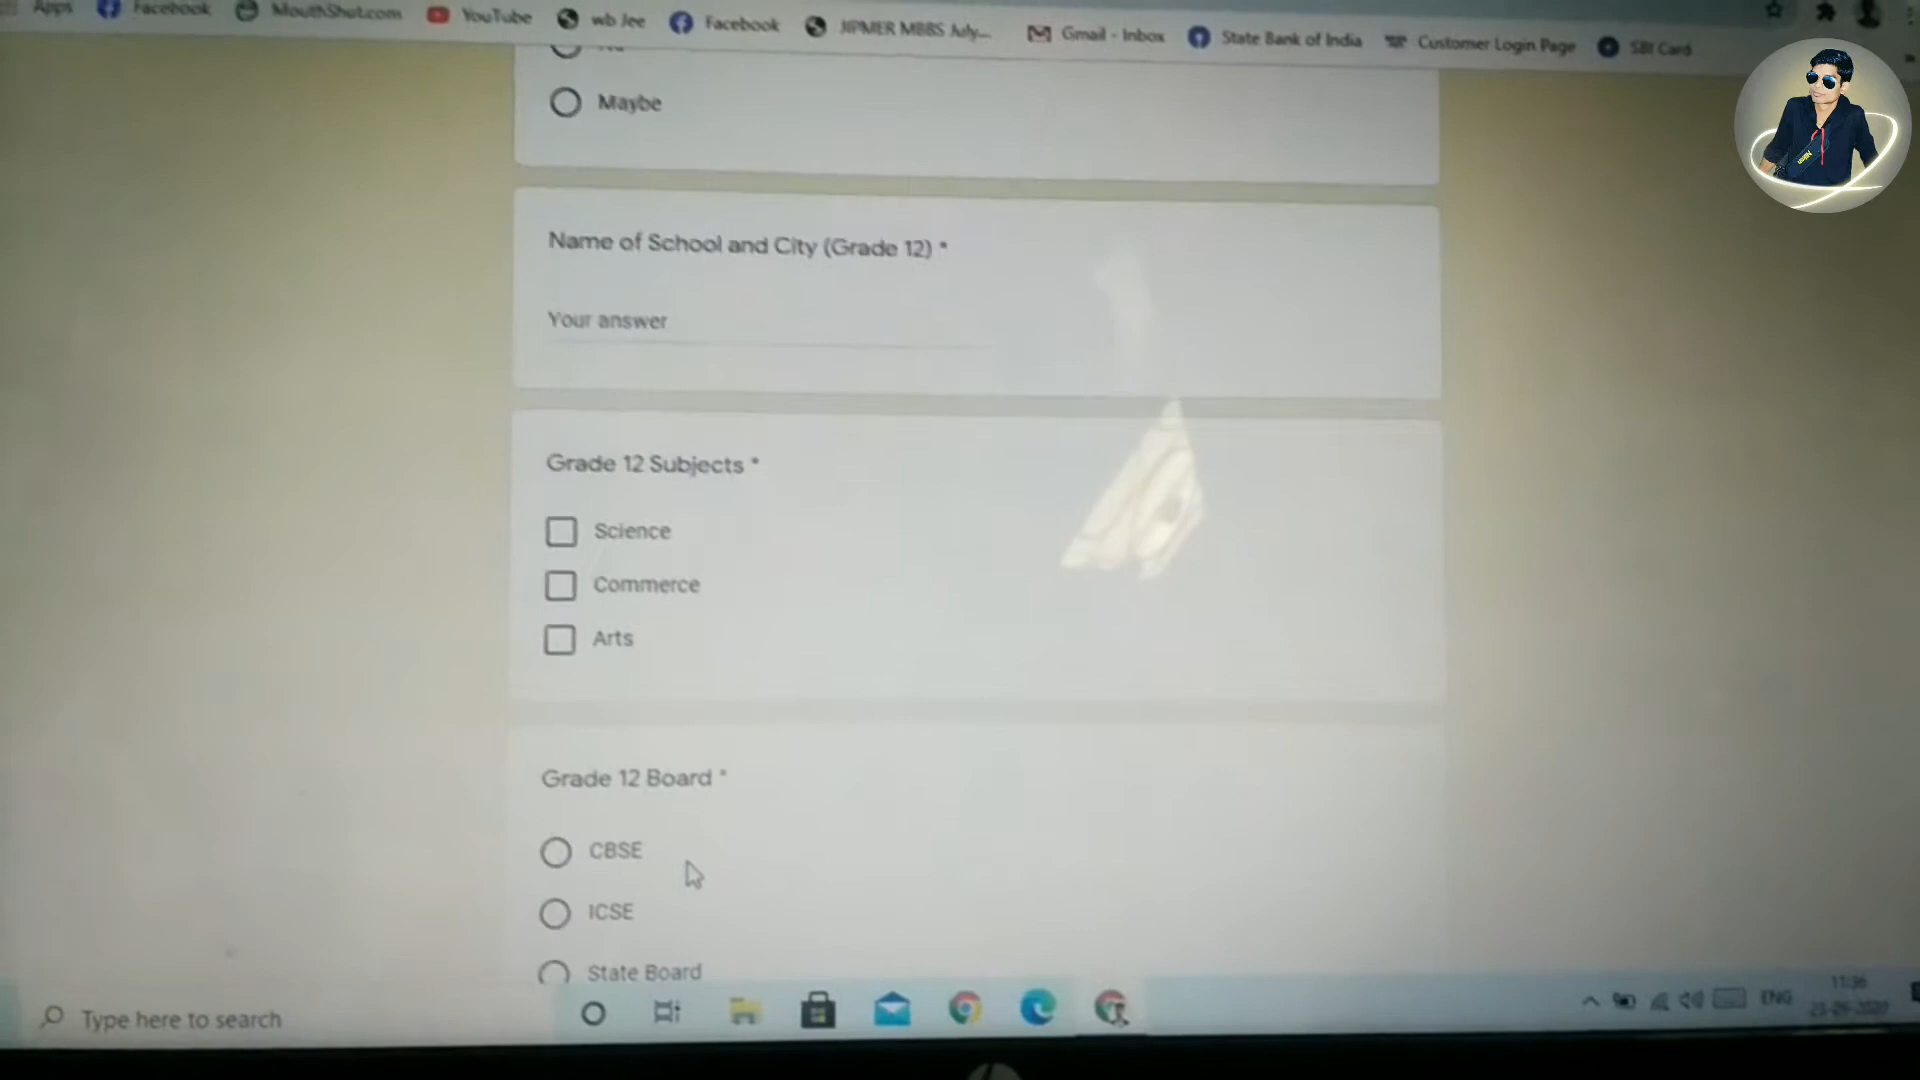 Apps Facebook MouthShut.com YouTube wb Jee Facebook JIPMER MBBS July... Gmail - Inbox State Bank of India Customer Login Page SBI Card
Maybe
Name of School and City (Grade 12) *
Your answer
Grade 12 Subjects *
Science
Commerce
Arts
Grade 12 Board *
CBSE
ICSE
State Board
Type here to search
ENG
11:36